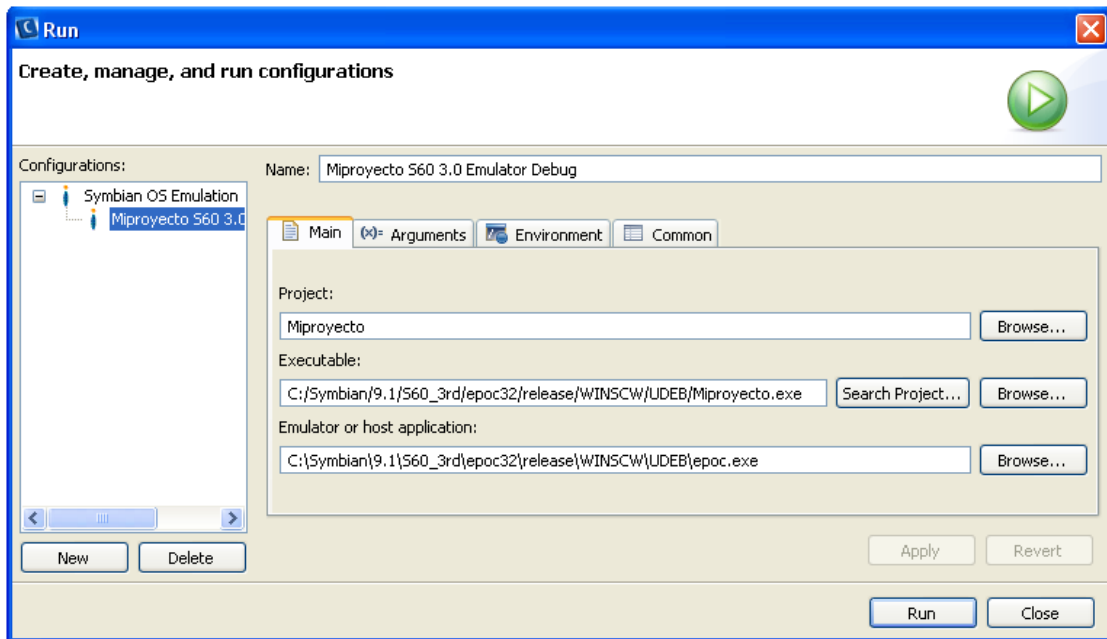 Run
Create, manage, and run configurations
Configurations:
Symbian OS Emulation
Miproyecto S60 3.0
Name: Miproyecto S60 3.0 Emulator Debug
Main (x)= Arguments Environment Common
Project:
Miproyecto Browse...
Executable:
C:/Symbian/9.1/S60_3rd/epoc32/release/WINSCW/UDEB/Miproyecto.exe Search Project... Browse...
Emulator or host application:
C:\Symbian\9.1\S60_3rd\epoc32\release\WINSCW\UDEB\epoc.exe Browse...
New Delete
Apply Revert
Run Close